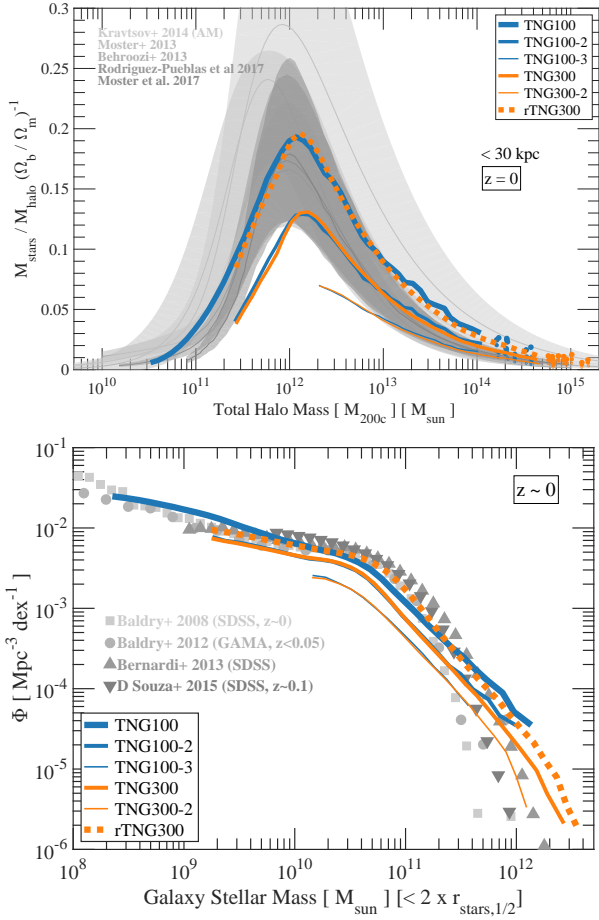 0.3
0.25
0.2
0.15
0.1
0.05
0
M_stars / M_halo (Ω_b / Ω_m)^-1
Kravtsov+ 2014 (AM)
Moster+ 2013
Behroozi+ 2013
Rodriguez-Pueblas et al 2017
Moster et al. 2017
TNG100
TNG100-2
TNG100-3
TNG300
TNG300-2
rTNG300
< 30 kpc
z = 0
10^10 10^11 10^12 10^13 10^14 10^15
Total Halo Mass [ M_200c ] [ M_sun ]
10^-1
10^-2
10^-3
10^-4
10^-5
10^-6
Φ [ Mpc^-3 dex^-1 ]
z ~ 0
Baldry+ 2008 (SDSS, z~0)
Baldry+ 2012 (GAMA, z<0.05)
Bernardi+ 2013 (SDSS)
D Souza+ 2015 (SDSS, z~0.1)
TNG100
TNG100-2
TNG100-3
TNG300
TNG300-2
rTNG300
10^8 10^9 10^10 10^11 10^12
Galaxy Stellar Mass [ M_sun ] [< 2 x r_stars,1/2]